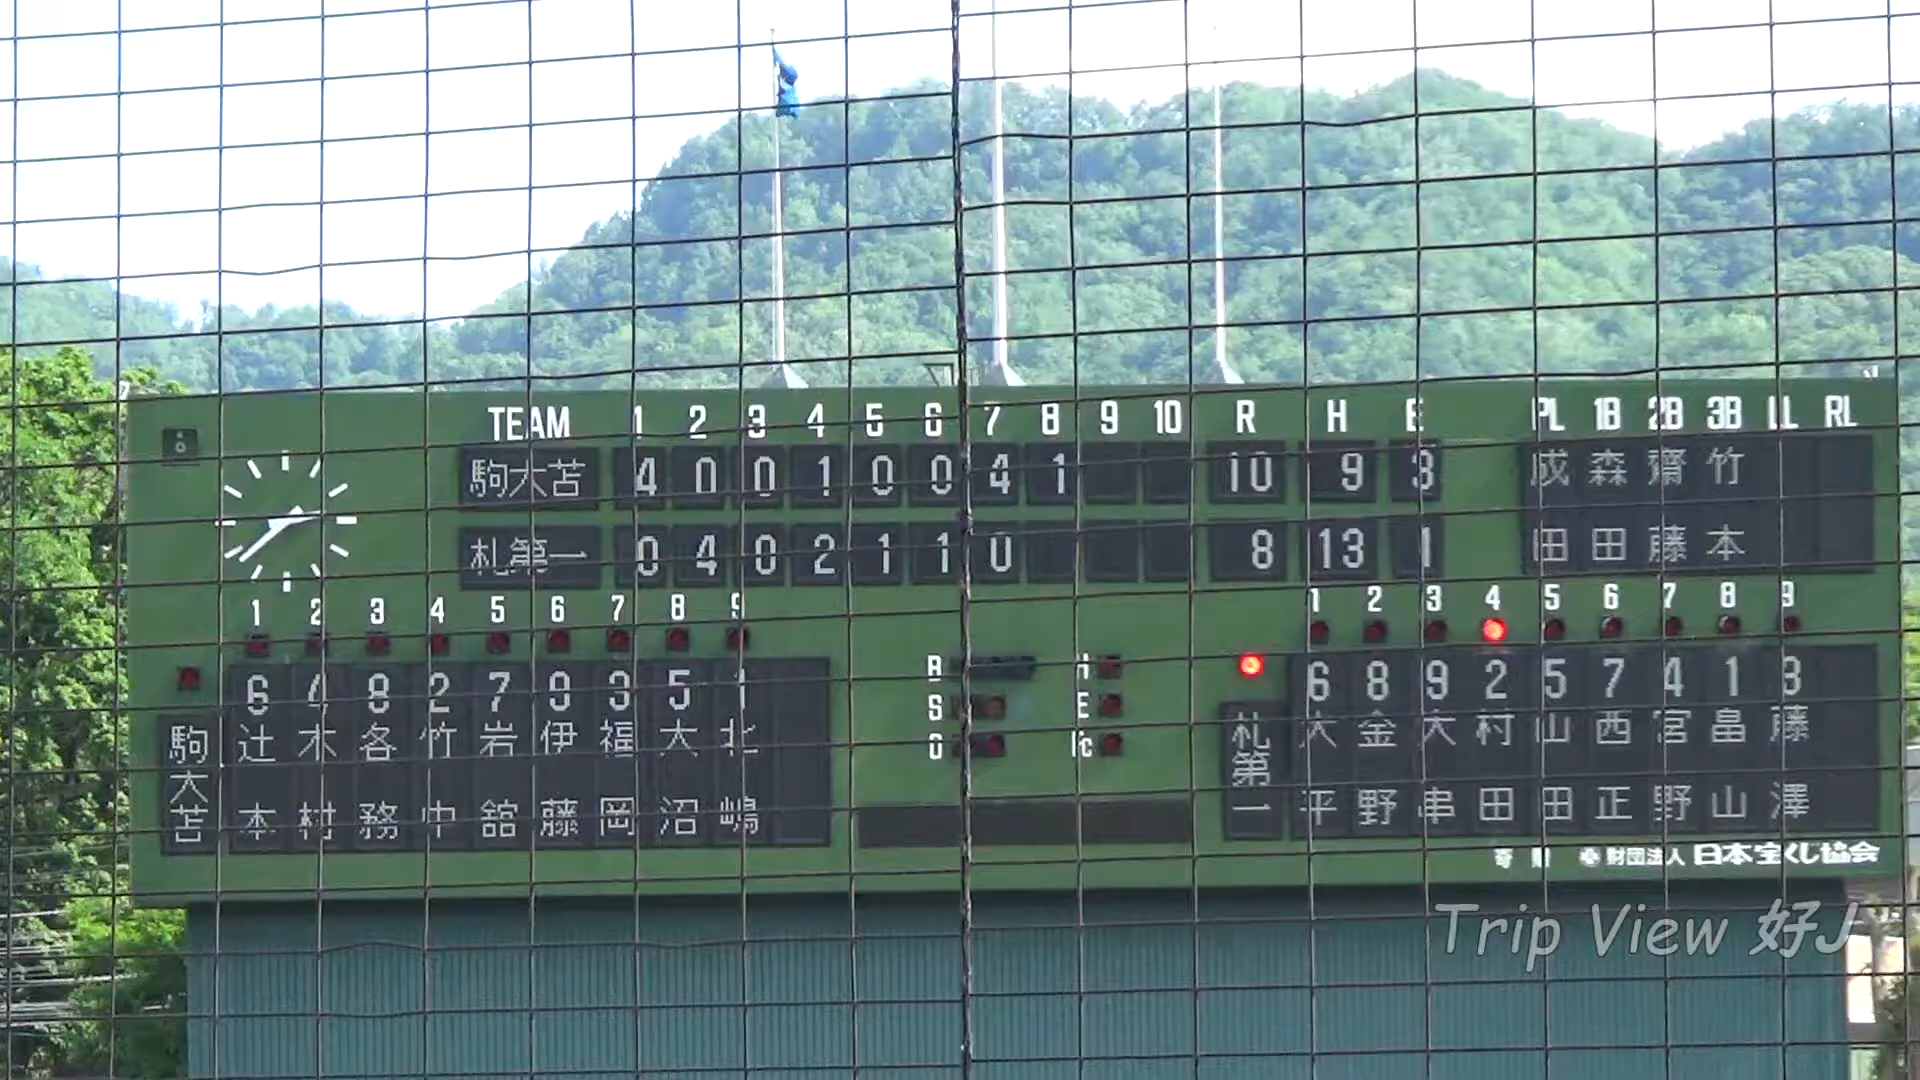 TEAM 1 2 3 4 5 6 7 8 9 10 R H E
駒大苫 4 0 0 1 0 0 4 1 10 9 3
札第一 0 4 0 2 1 1 0 8 13 1
PL 1B 2B 3B LL RL
成田 森田 齋藤 竹本
1 2 3 4 5 6 7 8 9
6 4 8 2 7 9 3 5 1
駒大苫
辻本 木村 各務 竹中 岩舘 伊藤 福岡 大沼 北嶋
B
S
O
H
E
Fc
1 2 3 4 5 6 7 8 9
6 8 9 2 5 7 4 1 3
札第一
大平 金野 大串 村田 山田 西正 宮野 畠山 藤澤
寄贈 財団法人 日本宝くじ協会
Trip View 好J